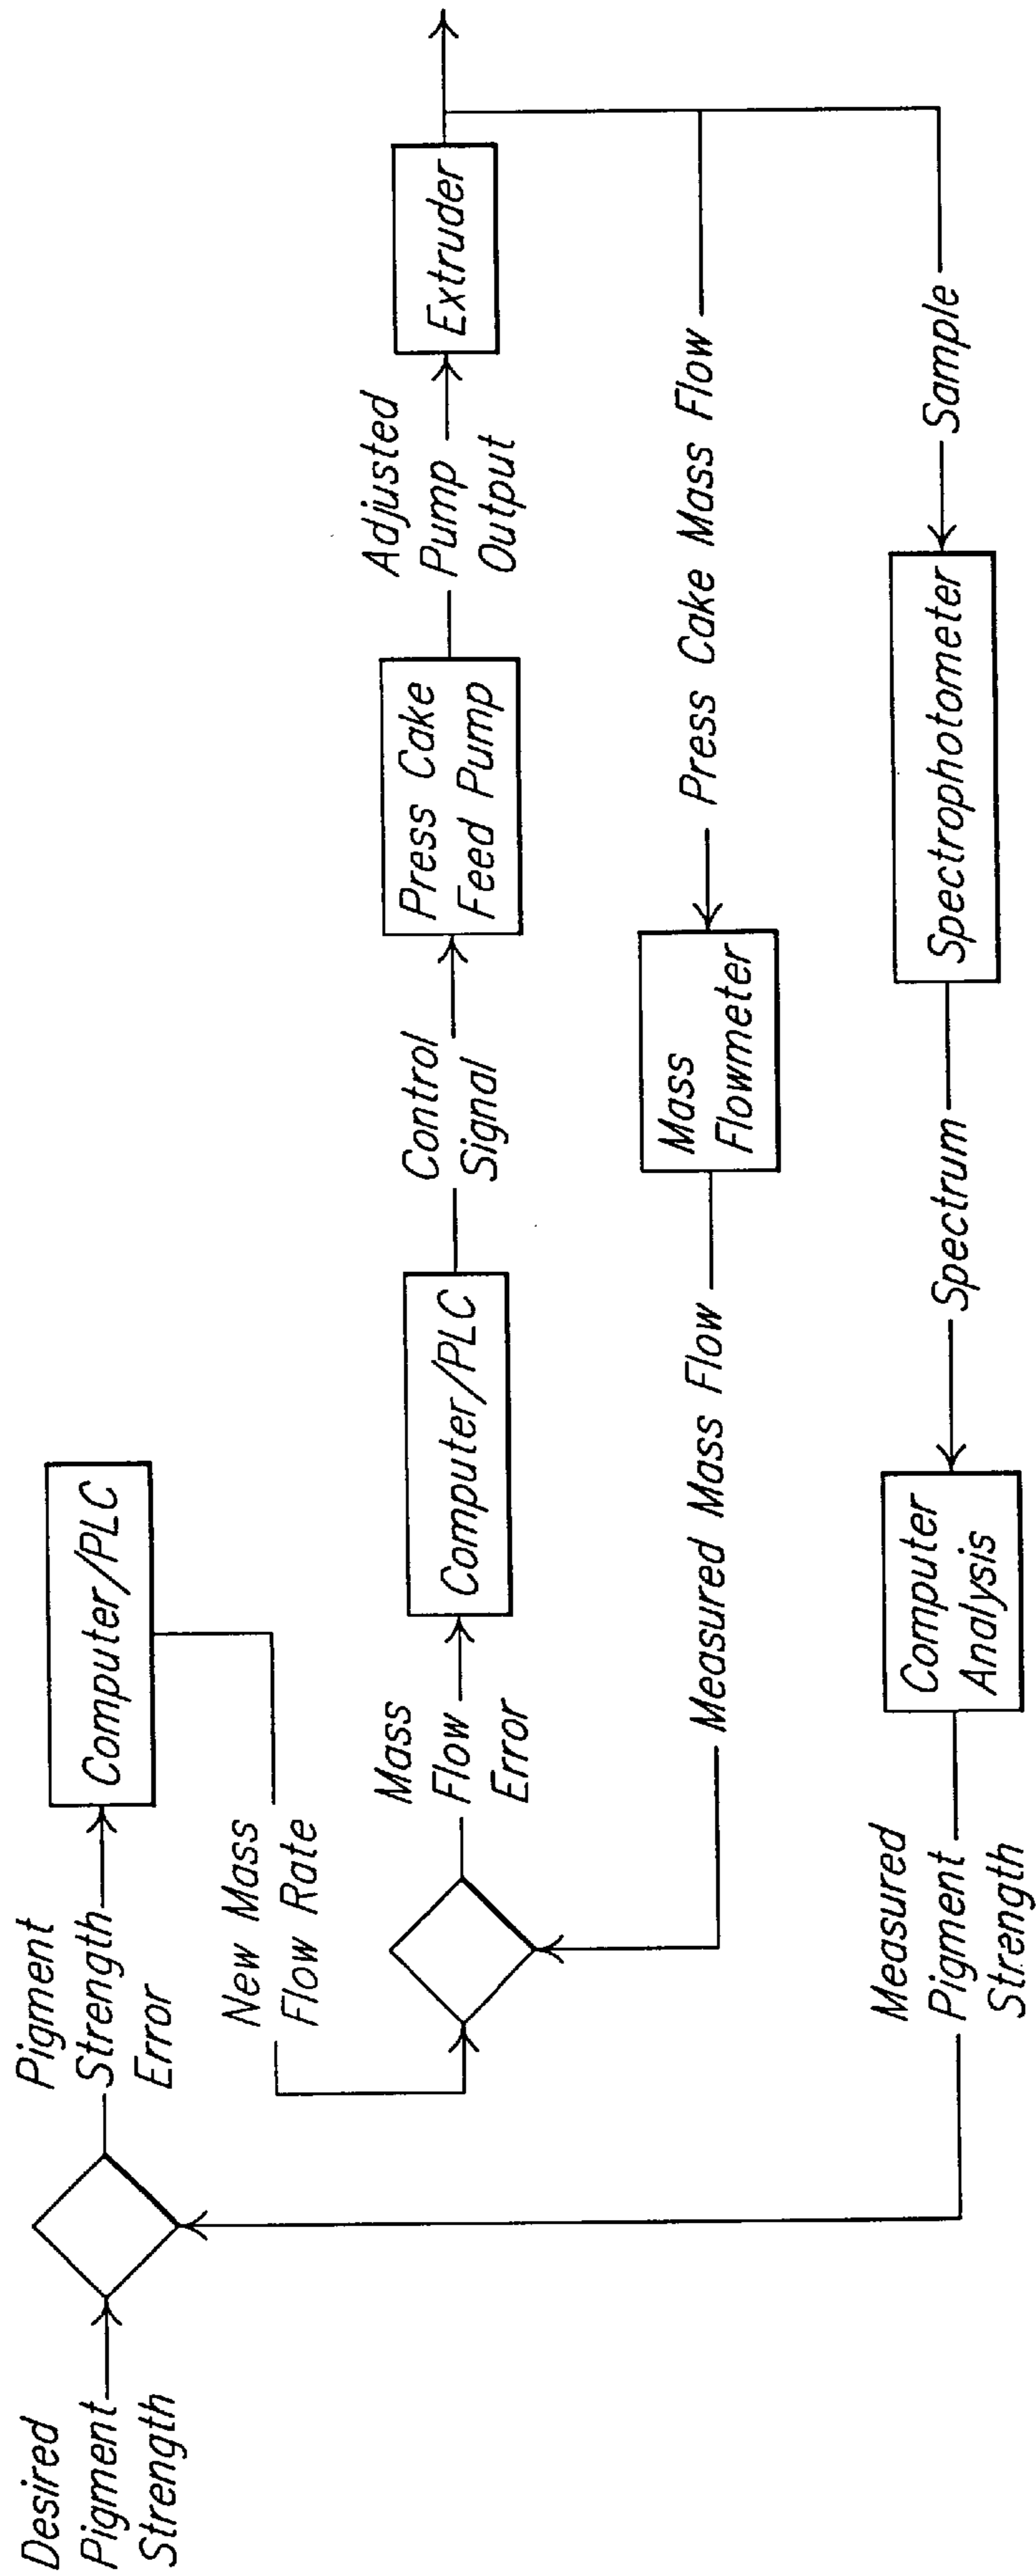 Desired
Pigment
Strength
Pigment
Strength
Error
Computer/PLC
New Mass
Flow Rate
Mass
Flow
Error
Computer/PLC
Control
Signal
Press Cake
Feed Pump
Adjusted
Pump
Output
Extruder
Measured Mass Flow
Mass
Flowmeter
Press Cake Mass Flow
Measured
Pigment
Strength
Computer
Analysis
Spectrum
Spectrophotometer
Sample